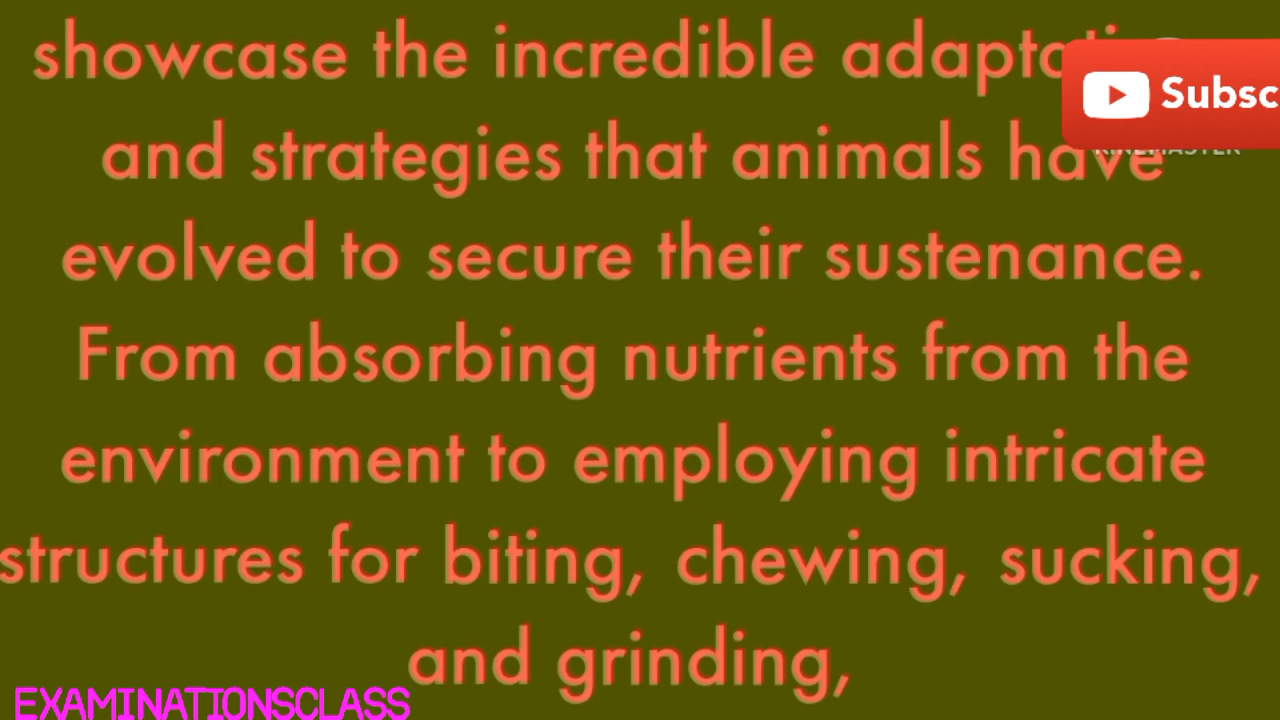 showcase the incredible
and strategies that animals have
evolved to secure their sustenance.
From absorbing nutrients from the
environment to employing intricate
structures for biting, chewing, sucking,
and grinding,
Subsc
KINEMASTER
EXAMINATIONSCLASS